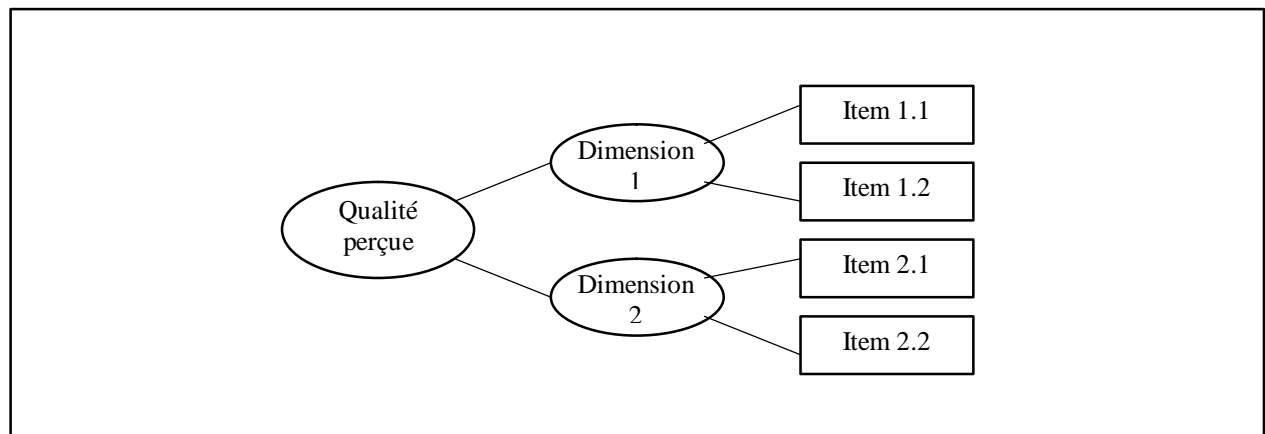 Qualité
perçue
Dimension
1
Dimension
2
Item 1.1
Item 1.2
Item 2.1
Item 2.2